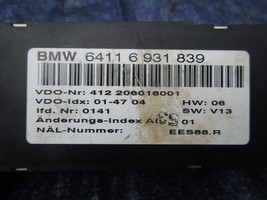 BMW 6411 6 931 839
VDO-Nr: 412 206016001
VDO-Idx: 01-47 04 HW: 06
lfd. Nr: 0141 SW: V13
Änderungs-Index 01
NÄL-Nummer: EES88.R